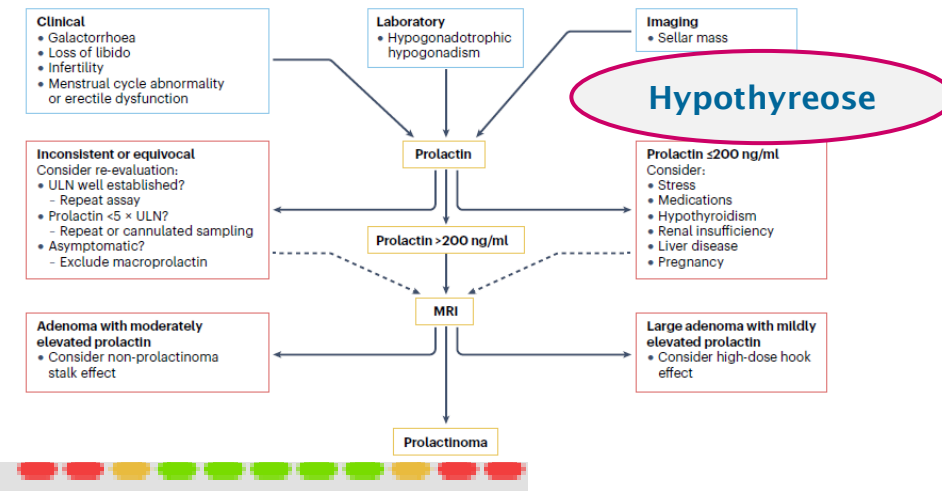 Clinical
• Galactorrhoea
• Loss of libido
• Infertility
• Menstrual cycle abnormality
or erectile dysfunction
Laboratory
• Hypogonadotrophic
hypogonadism
Imaging
• Sellar mass
Hypothyreose
Inconsistent or equivocal
Consider re-evaluation:
• ULN well established?
– Repeat assay
• Prolactin <5 × ULN?
– Repeat or cannulated sampling
• Asymptomatic?
– Exclude macroprolactin
Prolactin
Prolactin ≤200 ng/ml
Consider:
• Stress
• Medications
• Hypothyroidism
• Renal insufficiency
• Liver disease
• Pregnancy
Prolactin >200 ng/ml
MRI
Adenoma with moderately
elevated prolactin
• Consider non-prolactinoma
stalk effect
Large adenoma with mildly
elevated prolactin
• Consider high-dose hook
effect
Prolactinoma